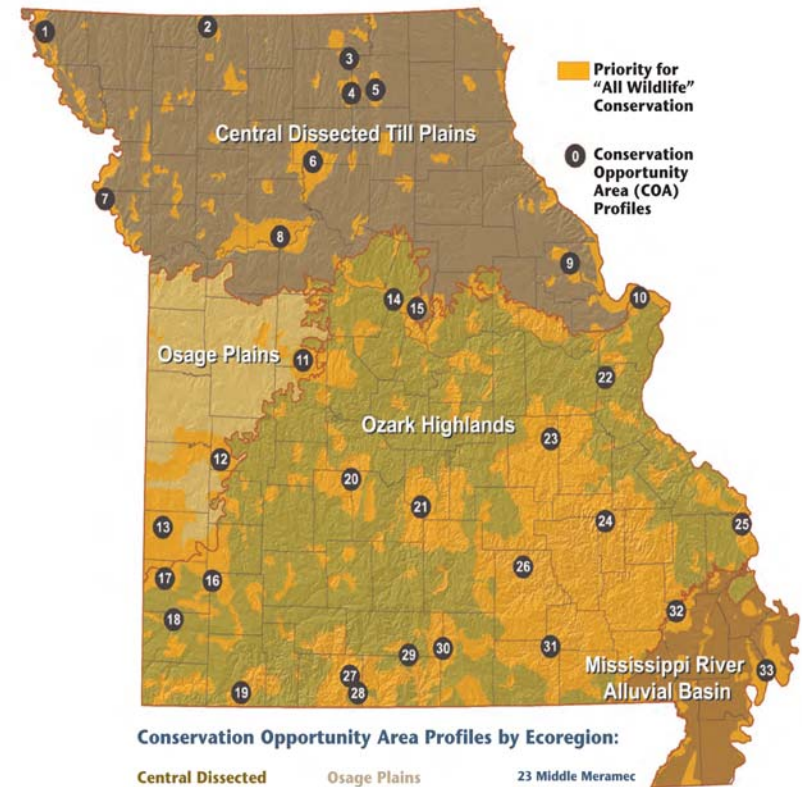 1
2
3
4
5
Priority for
"All Wildlife"
Conservation
Central Dissected Till Plains
6
0
Conservation
Opportunity
Area (COA)
Profiles
7
8
9
10
14
15
Osage Plains
11
22
Ozark Highlands
23
12
20
21
13
24
25
17
16
26
18
32
29
30
31
27
28
19
Mississippi River
Alluvial Basin
33
Conservation Opportunity Area Profiles by Ecoregion:
Central Dissected
Osage Plains
23 Middle Meramec